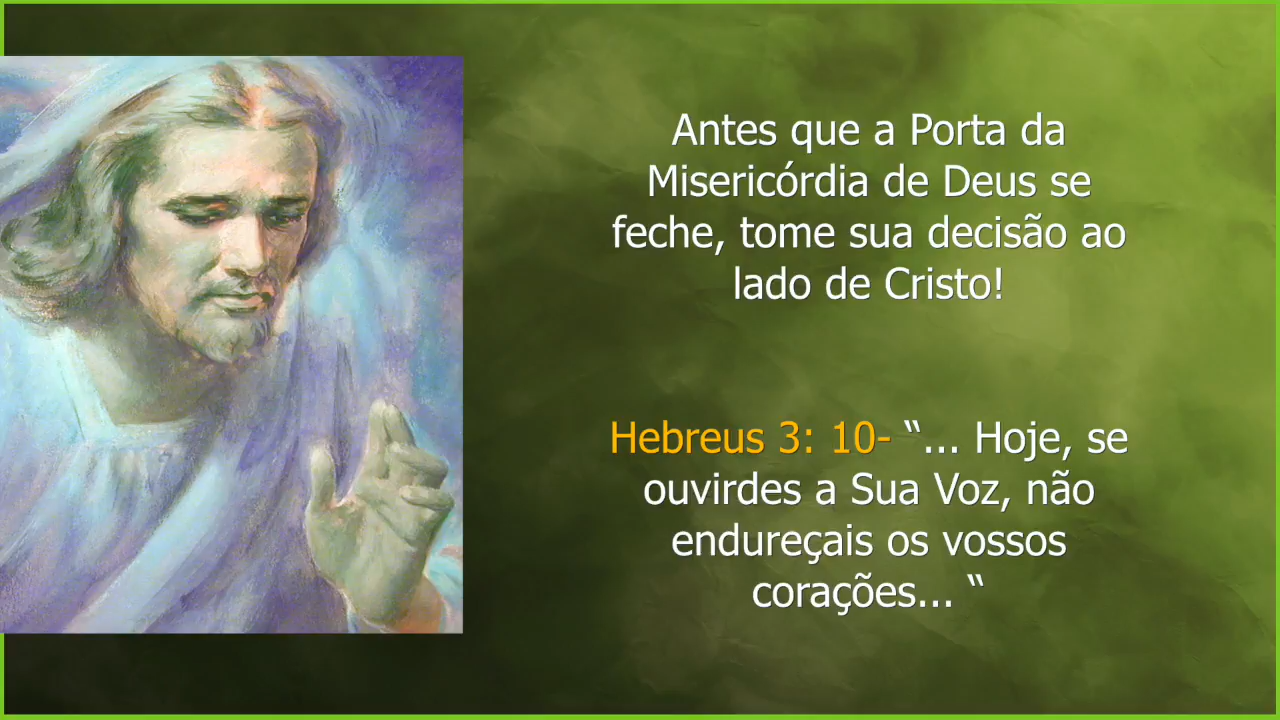 Antes que a Porta da
Misericórdia de Deus se
feche, tome sua decisão ao
lado de Cristo!
Hebreus 3: 10- “... Hoje, se
ouvirdes a Sua Voz, não
endureçais os vossos
corações... “